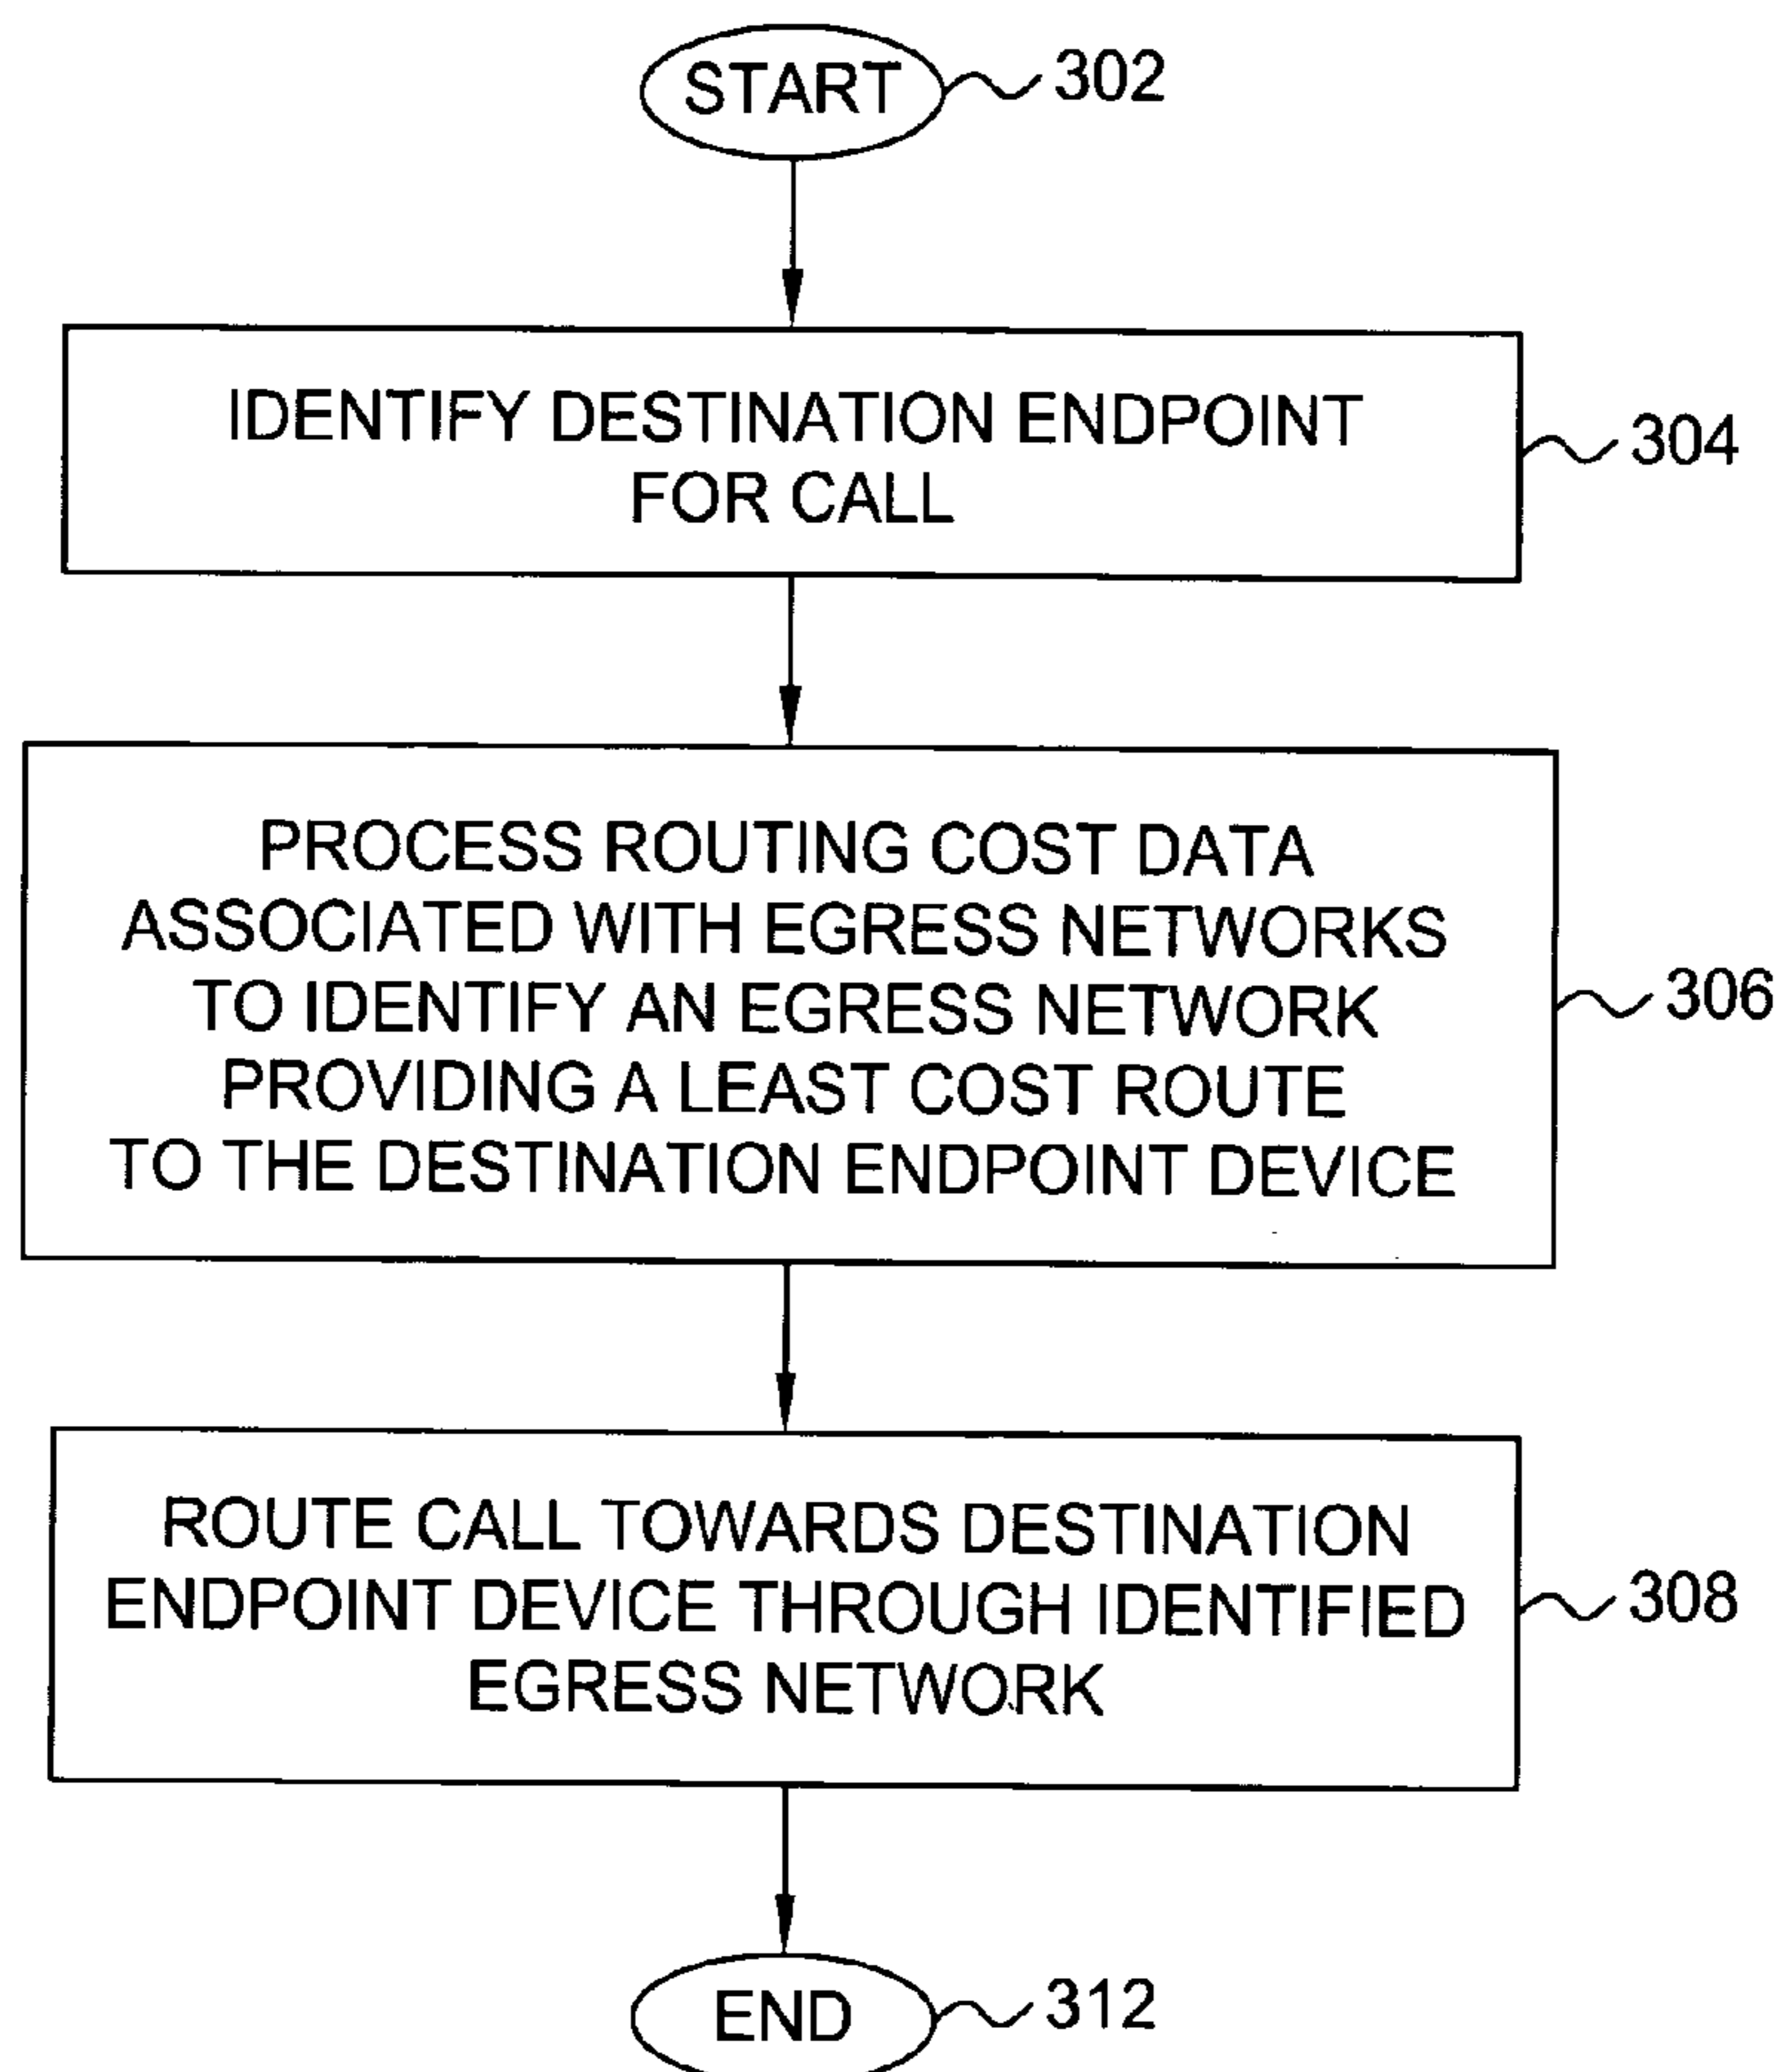 START
302
IDENTIFY DESTINATION ENDPOINT
FOR CALL
304
PROCESS ROUTING COST DATA
ASSOCIATED WITH EGRESS NETWORKS
TO IDENTIFY AN EGRESS NETWORK
PROVIDING A LEAST COST ROUTE
TO THE DESTINATION ENDPOINT DEVICE
306
ROUTE CALL TOWARDS DESTINATION
ENDPOINT DEVICE THROUGH IDENTIFIED
EGRESS NETWORK
308
END
312